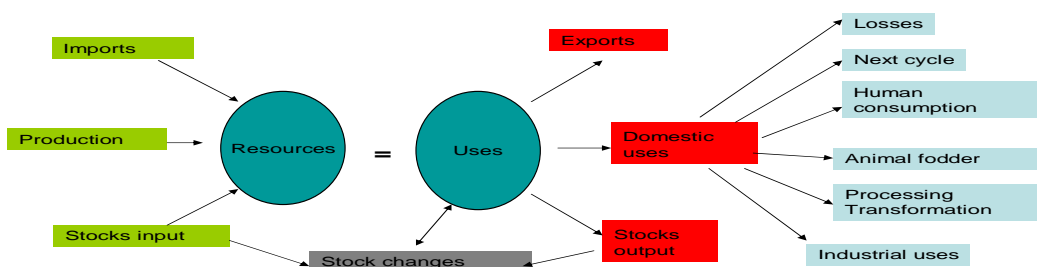 Imports
Production
Stocks input
Resources
=
Uses
Stock changes
Exports
Domestic
uses
Stocks
output
Losses
Next cycle
Human
consumption
Animal fodder
Processing
Transformation
Industrial uses